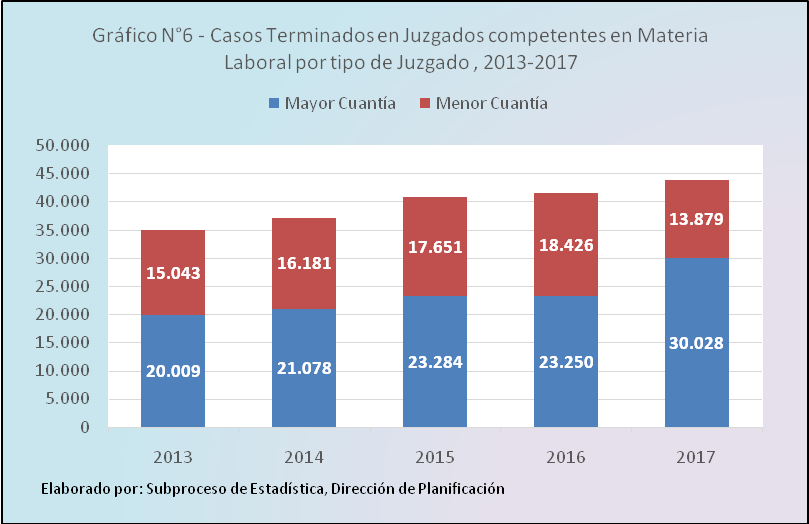 Gráfico N°6 - Casos Terminados en Juzgados competentes en Materia
Laboral por tipo de Juzgado , 2013-2017
Mayor Cuantía Menor Cuantía
50.000
45.000
40.000
35.000
30.000
25.000
20.000
15.000
10.000
5.000
0
15.043 16.181 17.651 18.426 13.879
20.009 21.078 23.284 23.250 30.028
2013 2014 2015 2016 2017
Elaborado por: Subproceso de Estadística, Dirección de Planificación